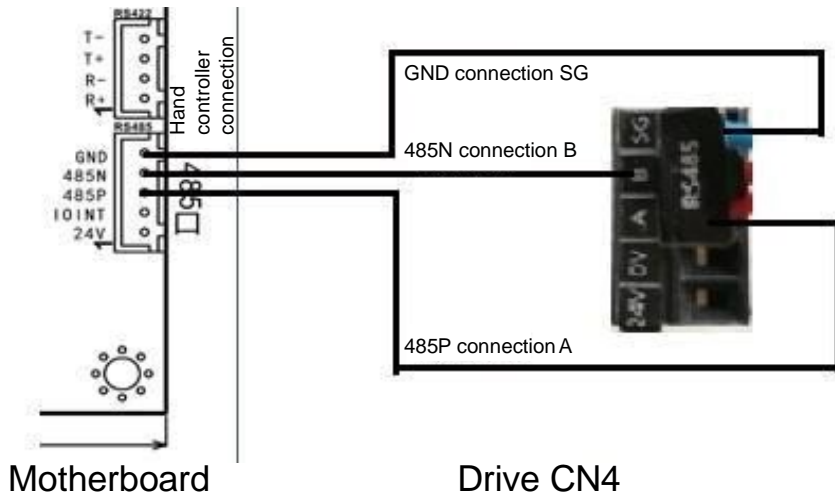 RS422
T-
T+
R-
R+
RS485
GND
485N
485P
IOINT
24V
Hand
controller
connection
485口
GND connection SG
485N connection B
485P connection A
SG
B
A
0V
24V
RS485
Motherboard
Drive CN4